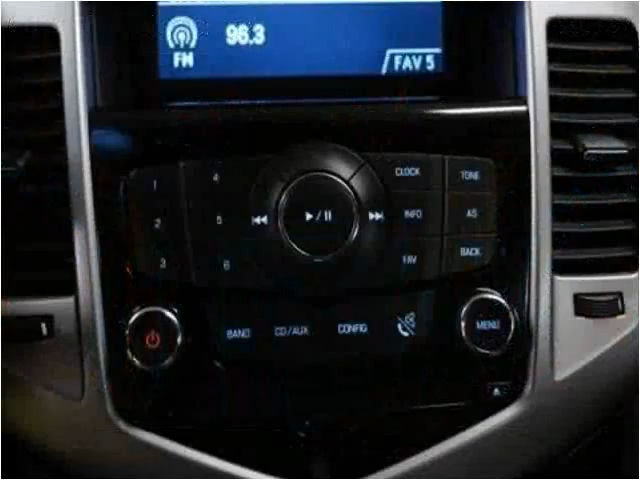 96.3
FM
FAV 5
1 4 CLOCK TONE
2 5 INFO AS
3 6 FAV BACK
BAND CD/AUX CONFIG MENU